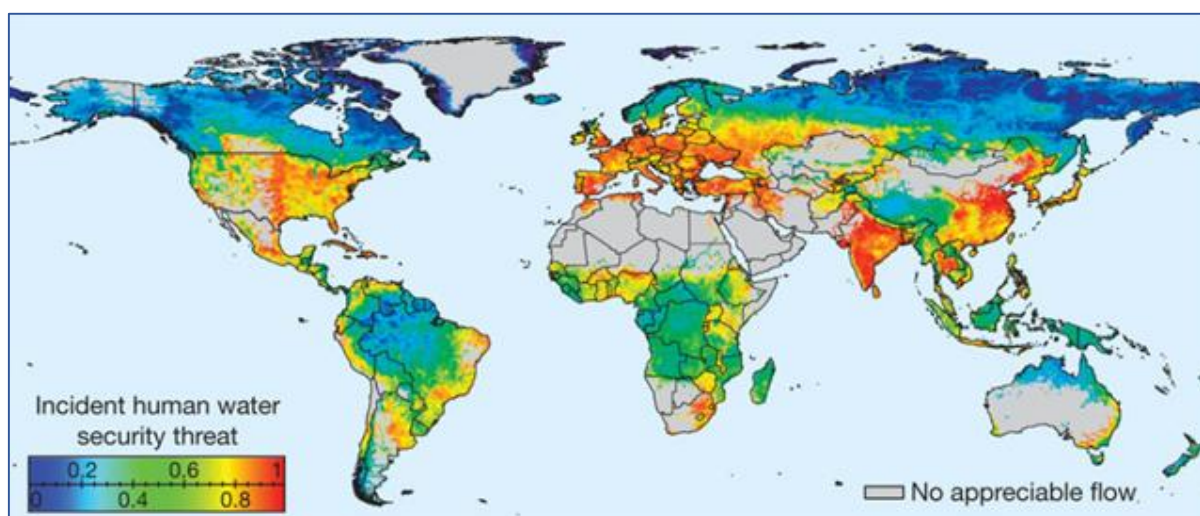 Incident human water
security threat
0,2 0,6 1
0 0.4 0.8
No appreciable flow